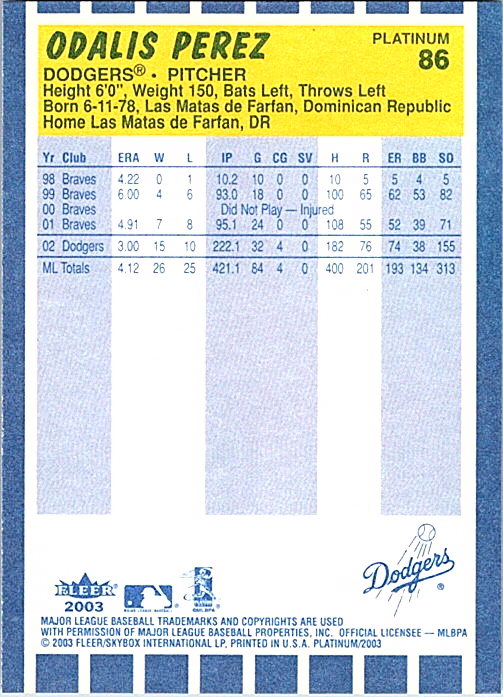 ODALIS PEREZ
PLATINUM
86
DODGERS® • PITCHER
Height 6'0", Weight 150, Bats Left, Throws Left
Born 6-11-78, Las Matas de Farfan, Dominican Republic
Home Las Matas de Farfan, DR
Yr Club ERA W L IP G CG SV H R ER BB SO
98 Braves 4.22 0 1 10.2 10 0 0 10 5 5 4 5
99 Braves 6.00 4 6 93.0 18 0 0 100 65 62 53 82
00 Braves Did Not Play — Injured
01 Braves 4.91 7 8 95.1 24 0 0 108 55 52 39 71
02 Dodgers 3.00 15 10 222.1 32 4 0 182 76 74 38 155
ML Totals 4.12 26 25 421.1 84 4 0 400 201 193 134 313
Dodgers ®
FLEER
2003
MAJOR LEAGUE BASEBALL TRADEMARKS AND COPYRIGHTS ARE USED
WITH PERMISSION OF MAJOR LEAGUE BASEBALL PROPERTIES, INC. OFFICIAL LICENSEE — MLBPA
© 2003 FLEER/SKYBOX INTERNATIONAL LP, PRINTED IN U.S.A. PLATINUM/2003